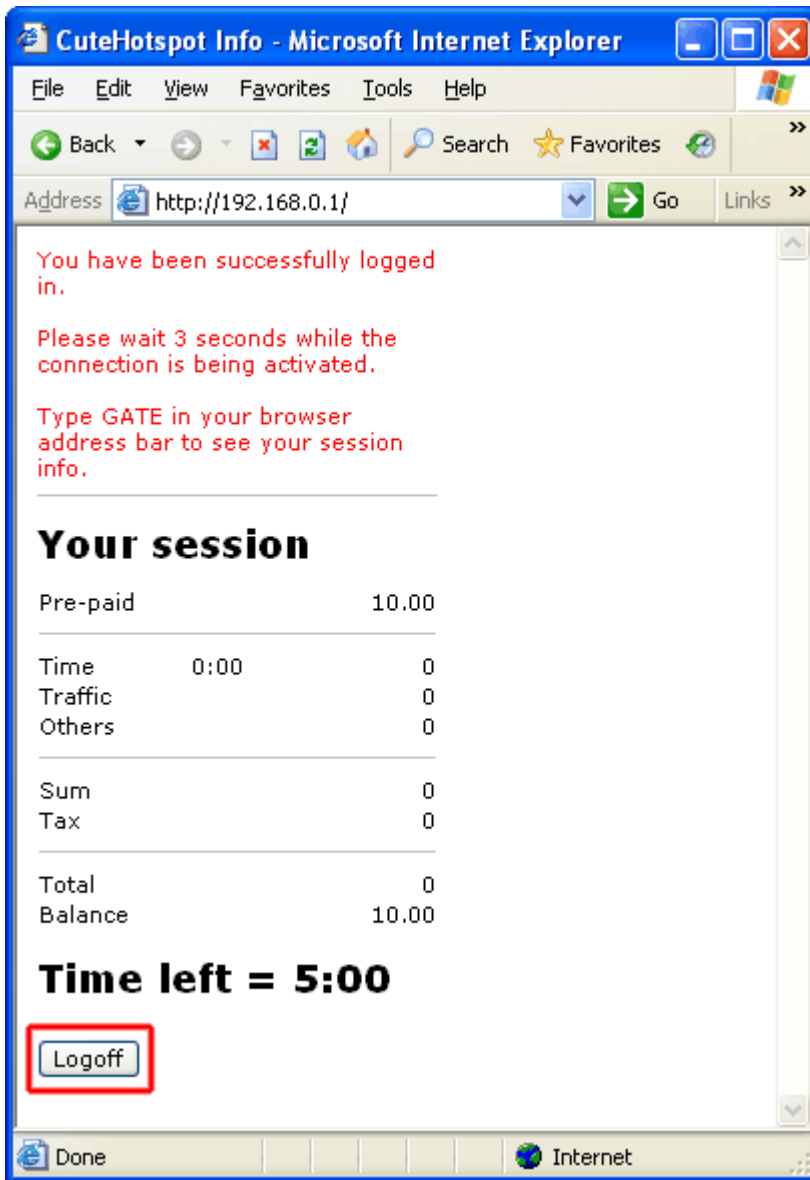 CuteHotspot Info - Microsoft Internet Explorer
File Edit View Favorites Tools Help
Back Search Favorites »
Address http://192.168.0.1/ Go Links »
You have been successfully logged
in.
Please wait 3 seconds while the
connection is being activated.
Type GATE in your browser
address bar to see your session
info.
Your session
Pre-paid 10.00
Time 0:00 0
Traffic 0
Others 0
Sum 0
Tax 0
Total 0
Balance 10.00
Time left = 5:00
Logoff
Done Internet